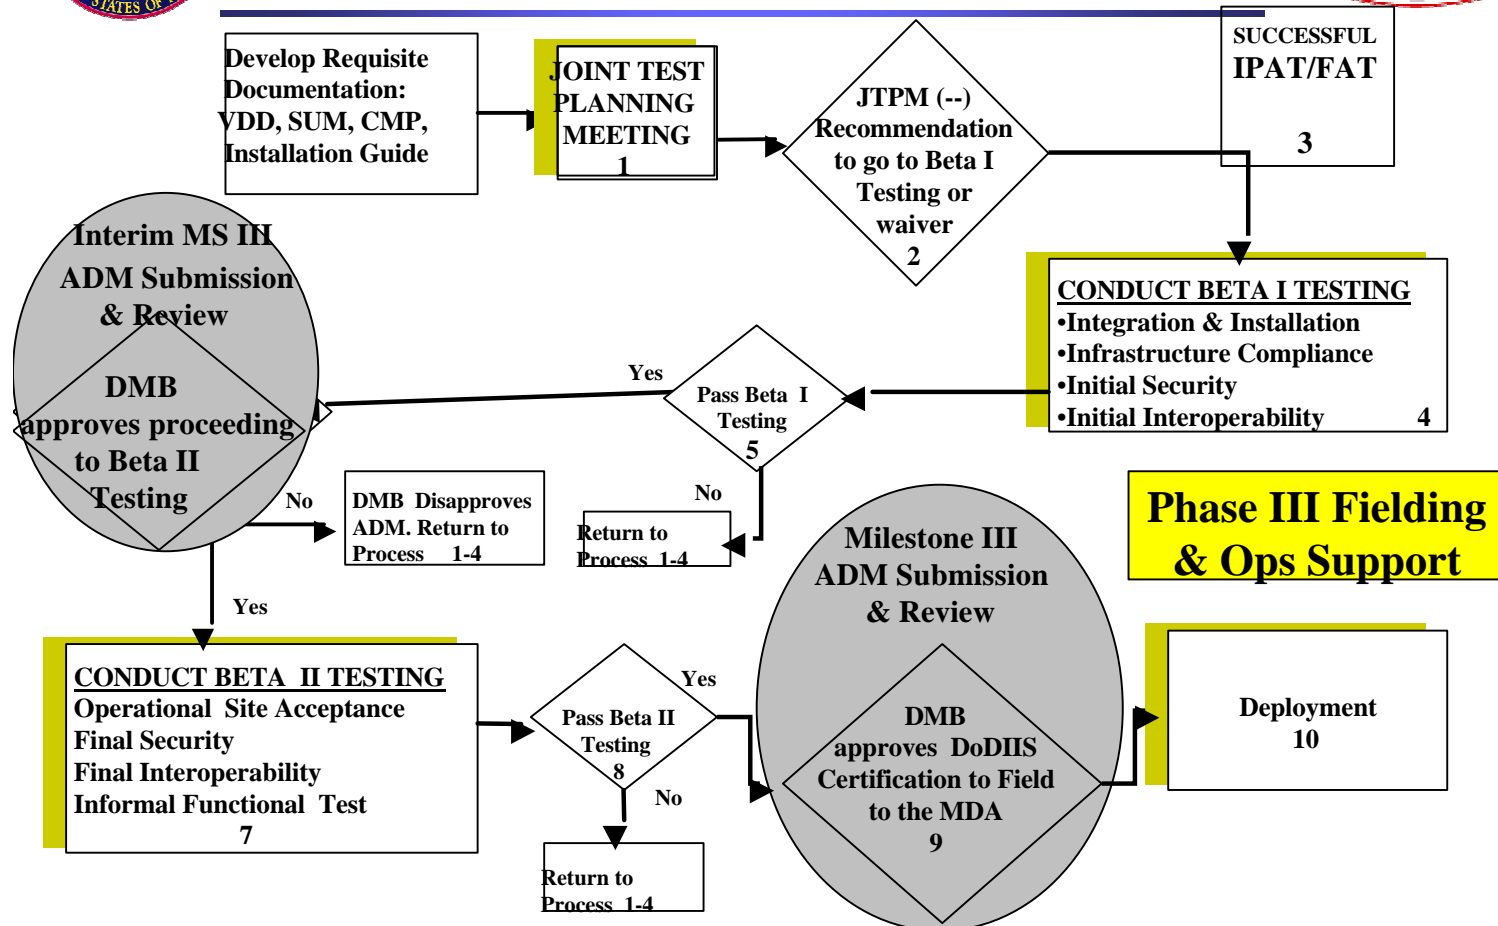 STATES OF
Develop Requisite
Documentation:
VDD, SUM, CMP,
Installation Guide
JOINT TEST
PLANNING
MEETING
1
JTPM (--)
Recommendation
to go to Beta I
Testing or
waiver
2
SUCCESSFUL
IPAT/FAT
3
CONDUCT BETA I TESTING
•Integration & Installation
•Infrastructure Compliance
•Initial Security
•Initial Interoperability 4
Pass Beta I
Testing
5
Yes
No
Return to
Process 1-4
Interim MS III
ADM Submission
& Review
DMB
approves proceeding
to Beta II
Testing
No
DMB Disapproves
ADM. Return to
Process 1-4
Yes
CONDUCT BETA II TESTING
Operational Site Acceptance
Final Security
Final Interoperability
Informal Functional Test
7
Pass Beta II
Testing
8
Yes
No
Return to
Process 1-4
Milestone III
ADM Submission
& Review
DMB
approves DoDIIS
Certification to Field
to the MDA
9
Phase III Fielding
& Ops Support
Deployment
10